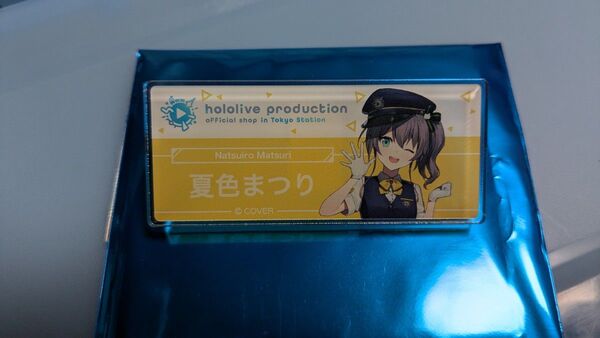 hololive production
official shop in Tokyo Station
Natsuiro Matsuri
夏色まつり
© COVER